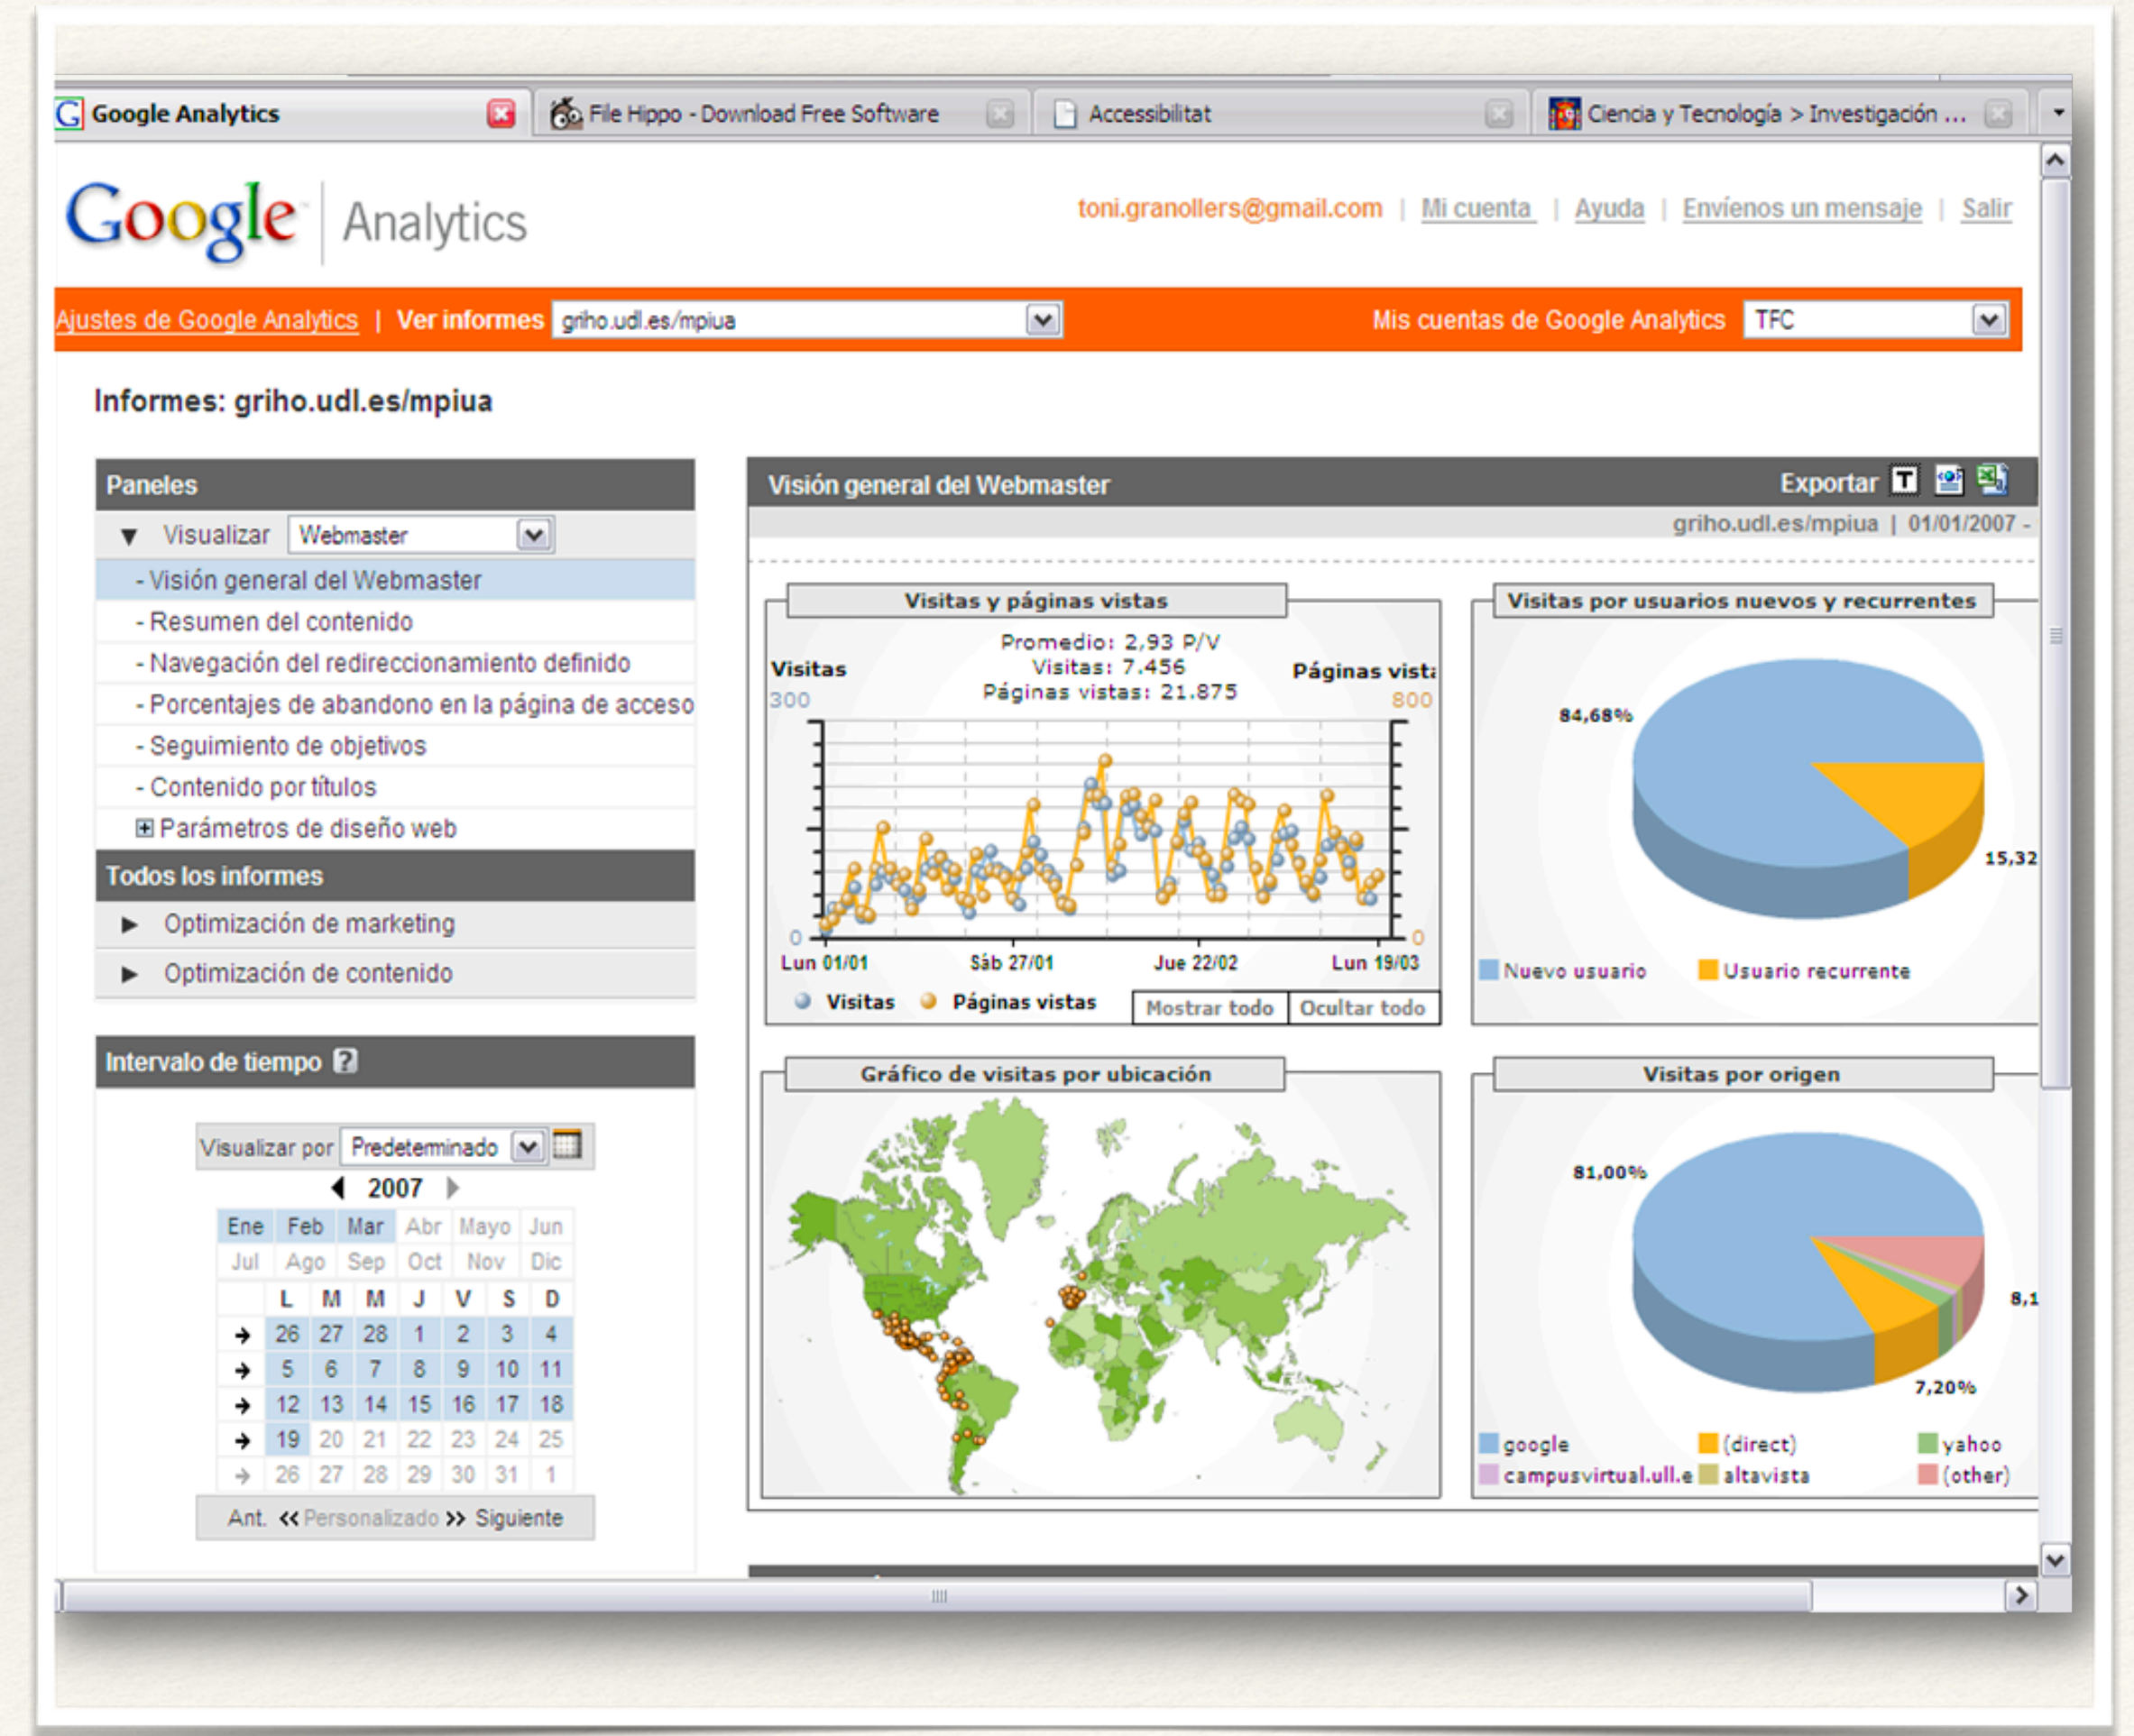 Google Analytics
File Hippo - Download Free Software
Accessibilitat
Ciencia y Tecnología > Investigación ...
Google Analytics
toni.granollers@gmail.com | Mi cuenta | Ayuda | Envíenos un mensaje | Salir
Ajustes de Google Analytics | Ver informes griho.udl.es/mpiua
Mis cuentas de Google Analytics TFC
Informes: griho.udl.es/mpiua
Paneles
Visualizar Webmaster
- Visión general del Webmaster
- Resumen del contenido
- Navegación del redireccionamiento definido
- Porcentajes de abandono en la página de acceso
- Seguimiento de objetivos
- Contenido por títulos
Parámetros de diseño web
Todos los informes
Optimización de marketing
Optimización de contenido
Intervalo de tiempo ?
Visualizar por Predeterminado
2007
Ene Feb Mar Abr Mayo Jun
Jul Ago Sep Oct Nov Dic
L M M J V S D
26 27 28 1 2 3 4
5 6 7 8 9 10 11
12 13 14 15 16 17 18
19 20 21 22 23 24 25
26 27 28 29 30 31 1
Ant. << Personalizado >> Siguiente
Visión general del Webmaster
Exportar T
griho.udl.es/mpiua | 01/01/2007 -
Visitas y páginas vistas
Promedio: 2,93 P/V
Visitas: 7.456
Páginas vistas: 21.875
Visitas
300
Páginas vista
800
0
0
Lun 01/01 Sáb 27/01 Jue 22/02 Lun 19/03
Visitas Páginas vistas
Mostrar todo Ocultar todo
Visitas por usuarios nuevos y recurrentes
84,68%
15,32
Nuevo usuario Usuario recurrente
Gráfico de visitas por ubicación
Visitas por origen
81,00%
8,1
7,20%
google (direct) yahoo
campusvirtual.ull.e altavista (other)